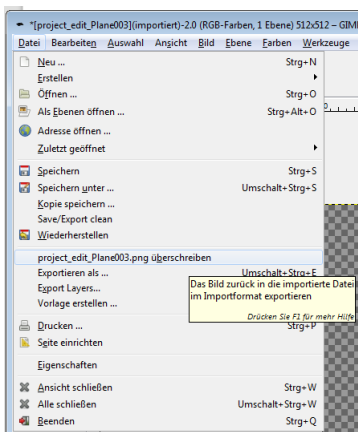 *[project_edit_Plane003](importiert)-2.0 (RGB-Farben, 1 Ebene) 512x512 – GIM
Datei Bearbeiten Auswahl Ansicht Bild Ebene Farben Werkzeuge
Neu ... Strg+N
Erstellen
Öffnen ... Strg+O
Als Ebenen öffnen ... Strg+Alt+O
Adresse öffnen ...
Zuletzt geöffnet
Speichern Strg+S
Speichern unter ... Umschalt+Strg+S
Kopie speichern ...
Save/Export clean
Wiederherstellen
project_edit_Plane003.png überschreiben
Exportieren als ... Umschalt+Strg+E
Export Layers...
Vorlage erstellen ...
Das Bild zurück in die importierte Datei
im Importformat exportieren
Drücken Sie F1 für mehr Hilfe
Drucken ... Strg+P
Seite einrichten
Eigenschaften
Ansicht schließen Strg+W
Alle schließen Umschalt+Strg+W
Beenden Strg+Q